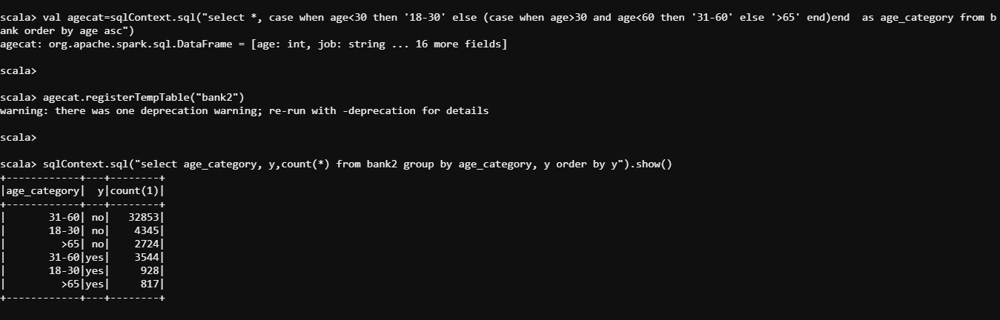 scala> val agecat=sqlContext.sql("select *, case when age<30 then '18-30' else (case when age>30 and age<60 then '31-60' else '>65' end)end  as age_category from b
ank order by age asc")
agecat: org.apache.spark.sql.DataFrame = [age: int, job: string ... 16 more fields]
scala>
scala> agecat.registerTempTable("bank2")
warning: there was one deprecation warning; re-run with -deprecation for details
scala>
scala> sqlContext.sql("select age_category, y,count(*) from bank2 group by age_category, y order by y").show()
+------------+---+--------+
|age_category|  y|count(1)|
+------------+---+--------+
|       31-60| no|   32853|
|       18-30| no|    4345|
|         >65| no|    2724|
|       31-60|yes|    3544|
|       18-30|yes|     928|
|         >65|yes|     817|
+------------+---+--------+